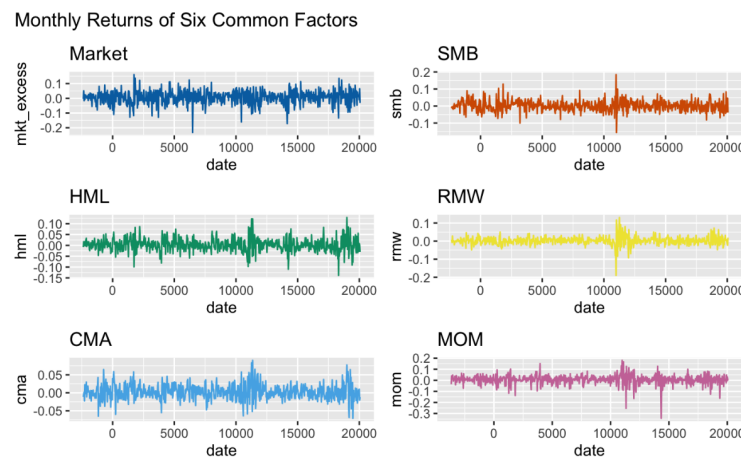 Monthly Returns of Six Common Factors
Market
mkt_excess
0.1
0.0
-0.1
-0.2
0 5000 10000 15000 20000
date
SMB
smb
0.2
0.1
0.0
-0.1
0 5000 10000 15000 20000
date
HML
hml
0.10
0.05
0.00
-0.05
-0.10
-0.15
0 5000 10000 15000 20000
date
RMW
rmw
0.1
0.0
-0.1
-0.2
0 5000 10000 15000 20000
date
CMA
cma
0.05
0.00
-0.05
0 5000 10000 15000 20000
date
MOM
mom
0.2
0.1
0.0
-0.1
-0.2
-0.3
0 5000 10000 15000 20000
date